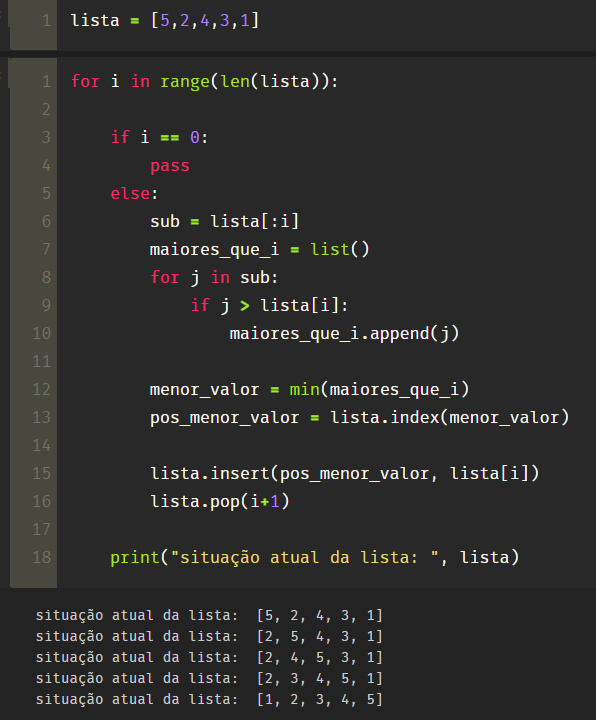 1 lista = [5,2,4,3,1]
1 for i in range(len(lista)):
2
3     if i == 0:
4         pass
5     else:
6         sub = lista[:i]
7         maiores_que_i = list()
8         for j in sub:
9             if j > lista[i]:
10                 maiores_que_i.append(j)
11
12         menor_valor = min(maiores_que_i)
13         pos_menor_valor = lista.index(menor_valor)
14
15         lista.insert(pos_menor_valor, lista[i])
16         lista.pop(i+1)
17
18     print("situação atual da lista: ", lista)
situação atual da lista:  [5, 2, 4, 3, 1]
situação atual da lista:  [2, 5, 4, 3, 1]
situação atual da lista:  [2, 4, 5, 3, 1]
situação atual da lista:  [2, 3, 4, 5, 1]
situação atual da lista:  [1, 2, 3, 4, 5]